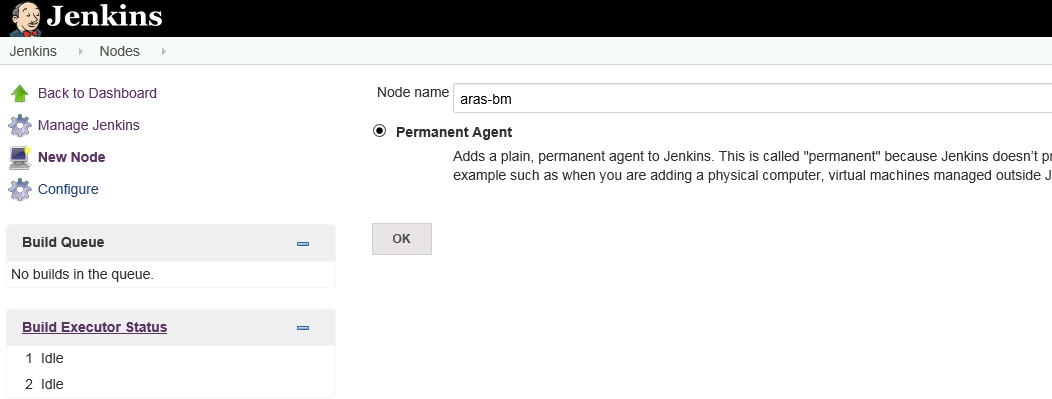 Jenkins
Jenkins Nodes
Back to Dashboard
Manage Jenkins
New Node
Configure
Build Queue
No builds in the queue.
Build Executor Status
1 Idle
2 Idle
Node name aras-bm
Permanent Agent
Adds a plain, permanent agent to Jenkins. This is called "permanent" because Jenkins doesn't pr
example such as when you are adding a physical computer, virtual machines managed outside J
OK